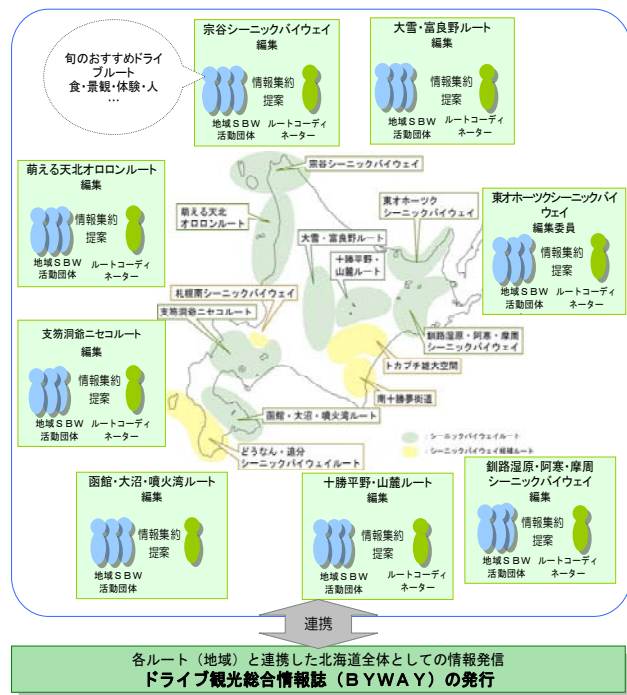 宗谷シーニックバイウェイ
編集
情報集約
提案
地域SBW
活動団体
ルートコーディ
ネーター
大雪・富良野ルート
編集
情報集約
提案
地域SBW
活動団体
ルートコーディ
ネーター
旬のおすすめドライ
ブルート
食・景観・体験・人
…
萌える天北オロロンルート
編集
情報集約
提案
地域SBW
活動団体
ルートコーディ
ネーター
東オホーツクシーニックバイ
ウェイ
編集委員
情報集約
提案
地域SBW
活動団体
ルートコーディ
ネーター
支笏洞爺ニセコルート
編集
情報集約
提案
地域SBW
活動団体
ルートコーディ
ネーター
宗谷シーニックバイウェイ
萌える天北
オロロンルート
東オホーツク
シーニックバイウェイ
大雪・富良野ルート
十勝平野・
山麓ルート
札幌南シーニックバイウェイ
支笏洞爺ニセコルート
釧路湿原・阿寒・摩周
シーニックバイウェイ
トカプチ雄大空間
南十勝夢街道
函館・大沼・噴火湾ルート
どうなん・追分
シーニックバイウェイルート
：シーニックバイウェイルート
：シーニックバイウェイ候補ルート
函館・大沼・噴火湾ルート
編集
情報集約
提案
地域SBW
活動団体
ルートコーディ
ネーター
十勝平野・山麓ルート
編集
情報集約
提案
地域SBW
活動団体
ルートコーディ
ネーター
釧路湿原・阿寒・摩周
シーニックバイウェイ
編集
情報集約
提案
地域SBW
活動団体
ルートコーディ
ネーター
連携
各ルート（地域）と連携した北海道全体としての情報発信
ドライブ観光総合情報誌（BYWAY）の発行